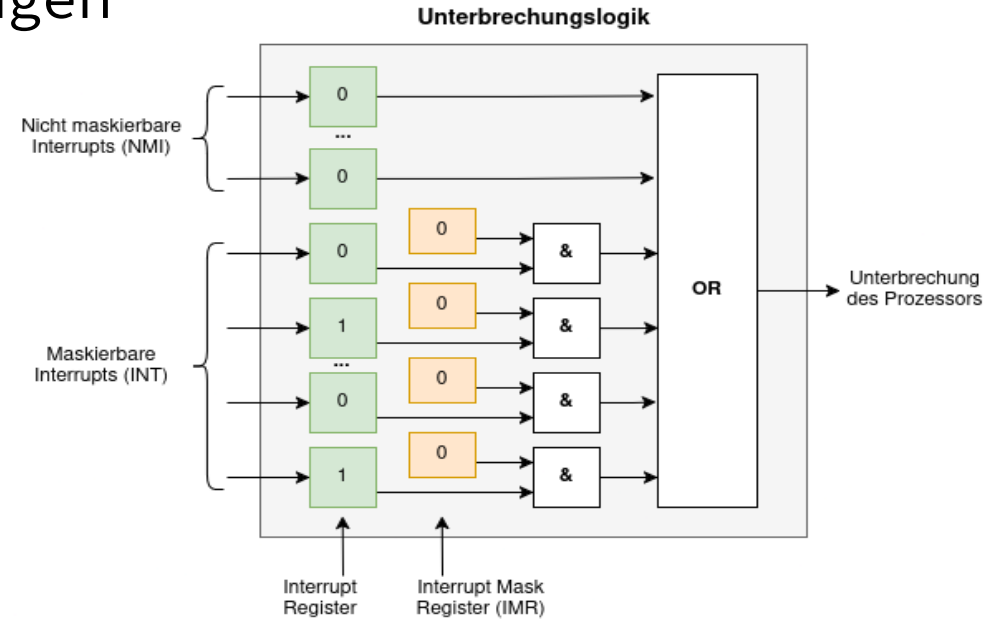 Unterbrechungslogik
Nicht maskierbare
Interrupts (NMI)
0
...
0
0
0
&
1
0
&
...
0
0
&
1
0
&
OR
Maskierbare
Interrupts (INT)
Unterbrechung
des Prozessors
Interrupt
Register
Interrupt Mask
Register (IMR)